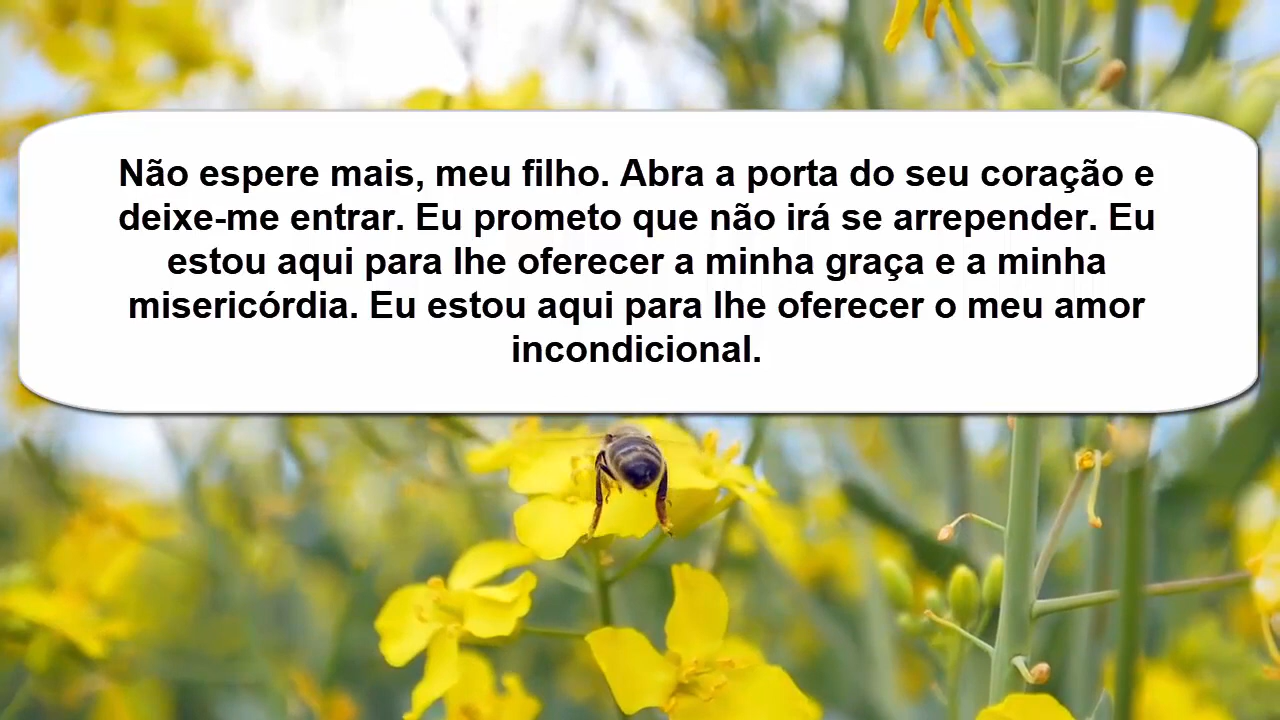 Não espere mais, meu filho. Abra a porta do seu coração e
deixe-me entrar. Eu prometo que não irá se arrepender. Eu
estou aqui para lhe oferecer a minha graça e a minha
misericórdia. Eu estou aqui para lhe oferecer o meu amor
incondicional.